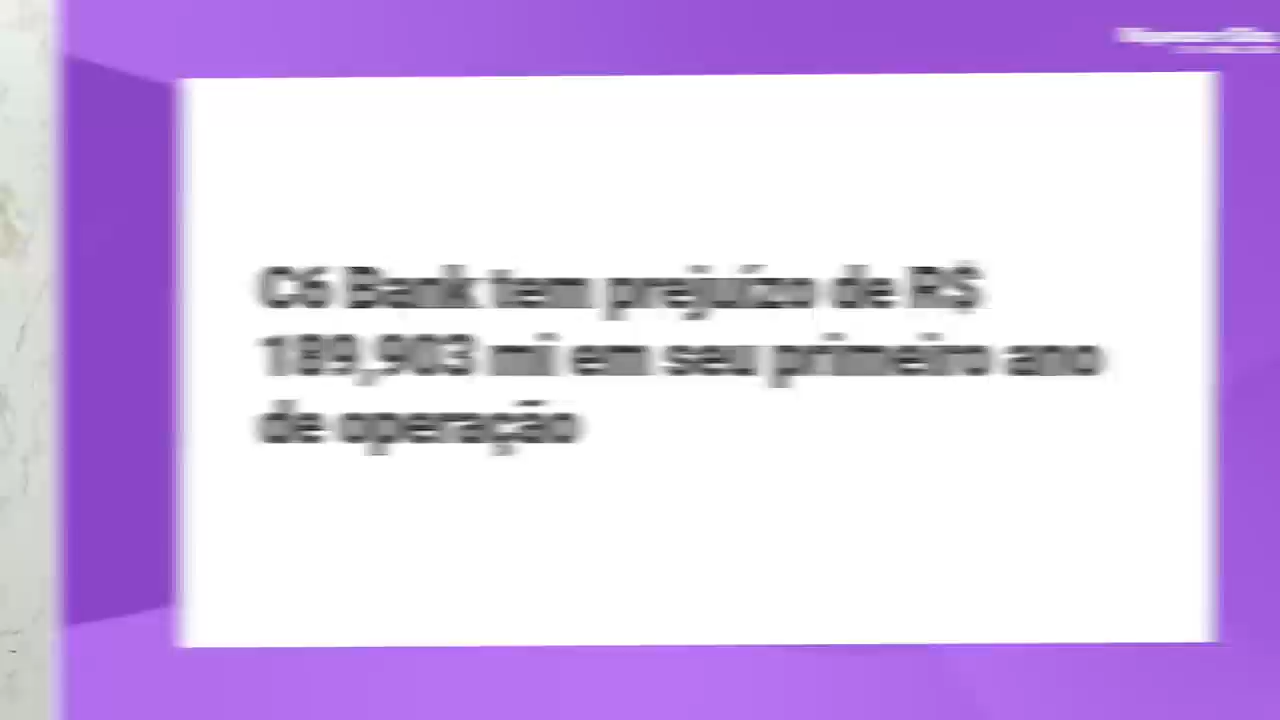 C6 Bank tem prejuízo de R$
189,903 mi em seu primeiro ano
de operação